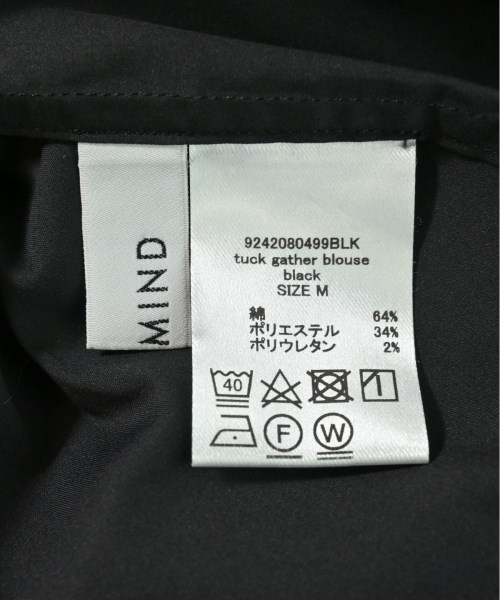 MIND
9242080499BLK
tuck gather blouse
black
SIZE M
綿 64%
ポリエステル 34%
ポリウレタン 2%
40
F W